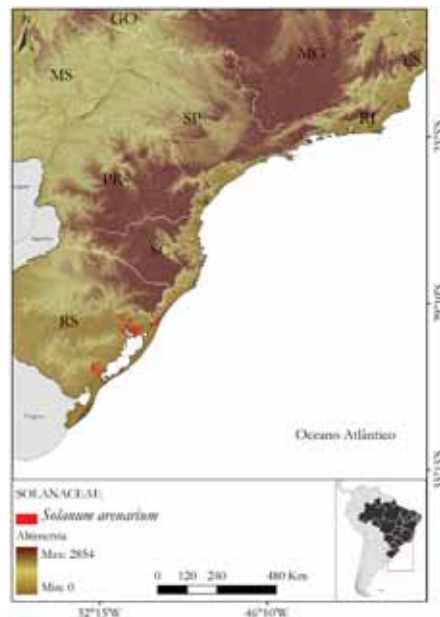 GO
MG
ES
MS
SP
RJ
PR
SC
RS
Oceano Atlântico
SOLANACEAE:
Solanum arenarium
Altimetria
Max: 2854
Min: 0
0 120 240 480 Km
52°15'W 46°10'W